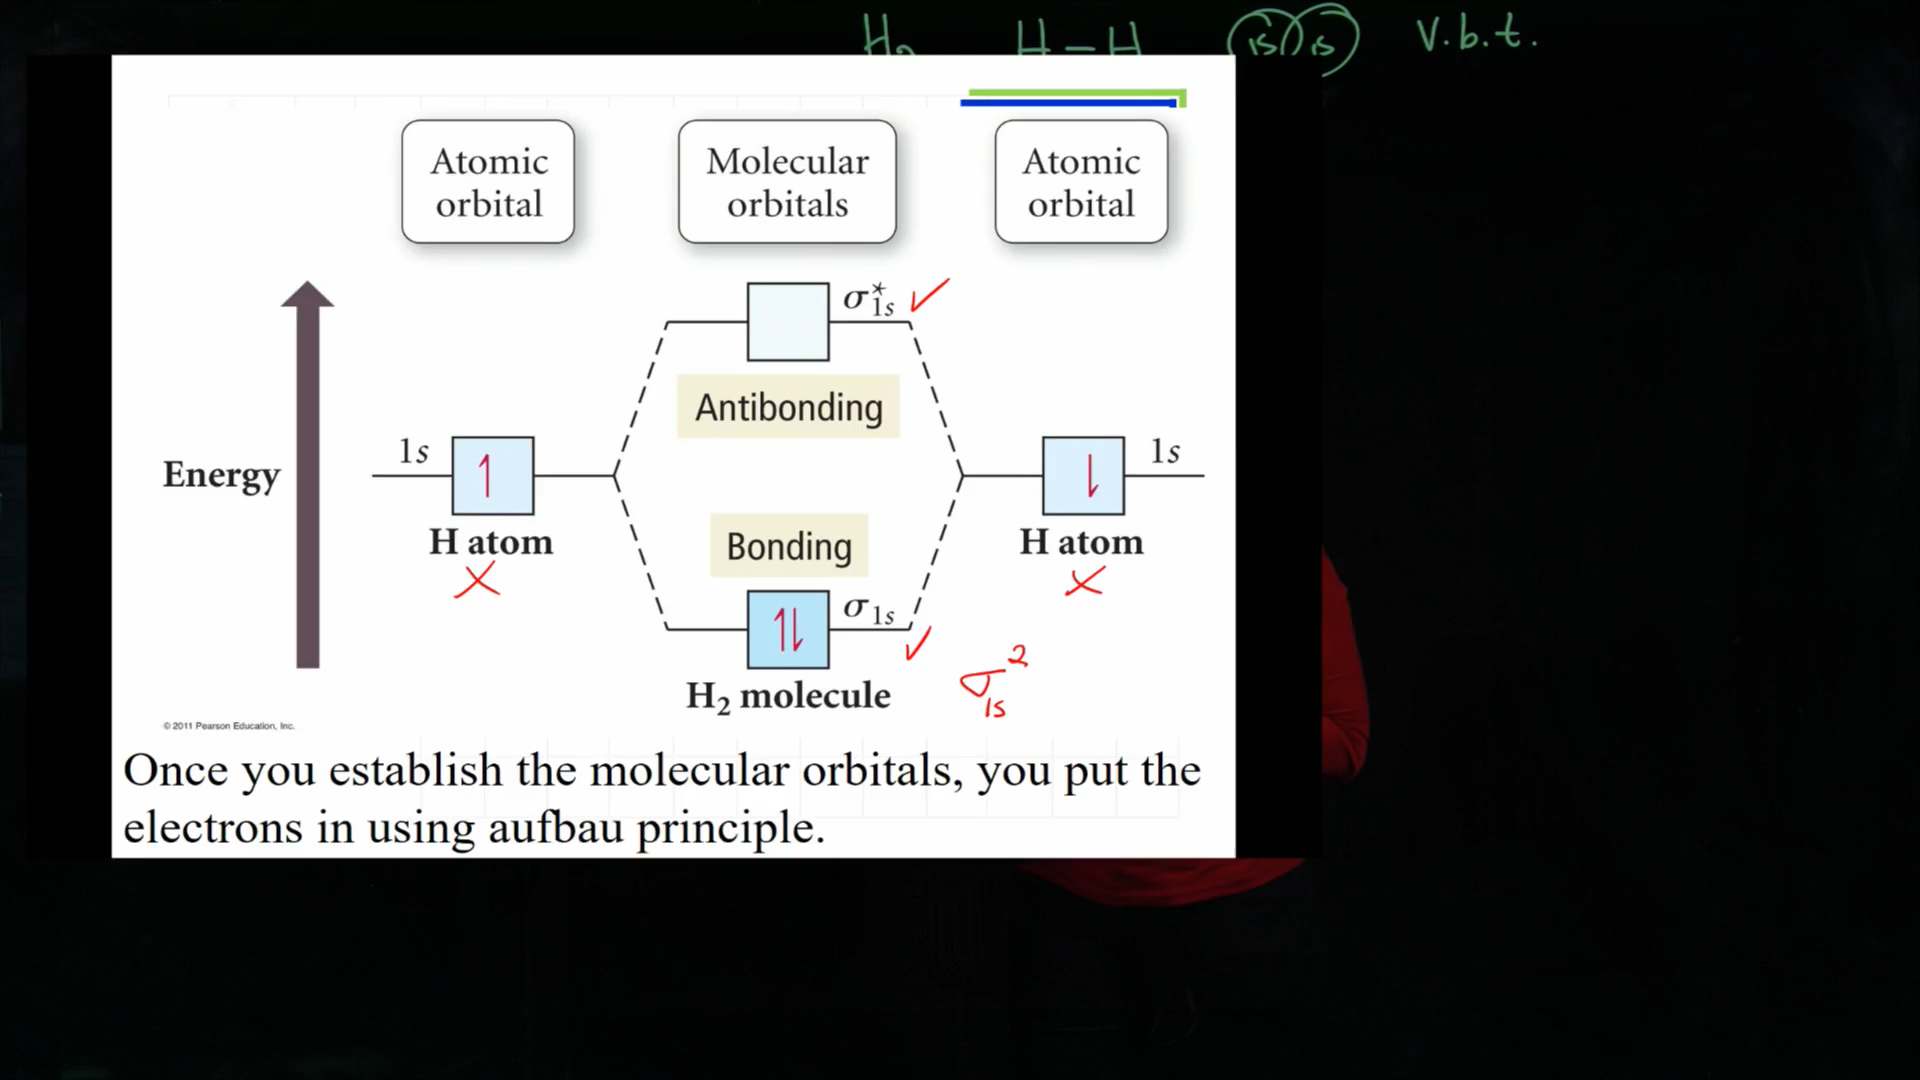 H₂ H – H 1s 1s v.b.t.
Atomic orbital
Molecular orbitals
Atomic orbital
σ*1s ✓
Antibonding
Energy
1s ↿
H atom
X
⇂ 1s
H atom
X
Bonding
↿⇂ σ1s ✓
H₂ molecule
σ1s²
© 2011 Pearson Education, Inc.
Once you establish the molecular orbitals, you put the
electrons in using aufbau principle.